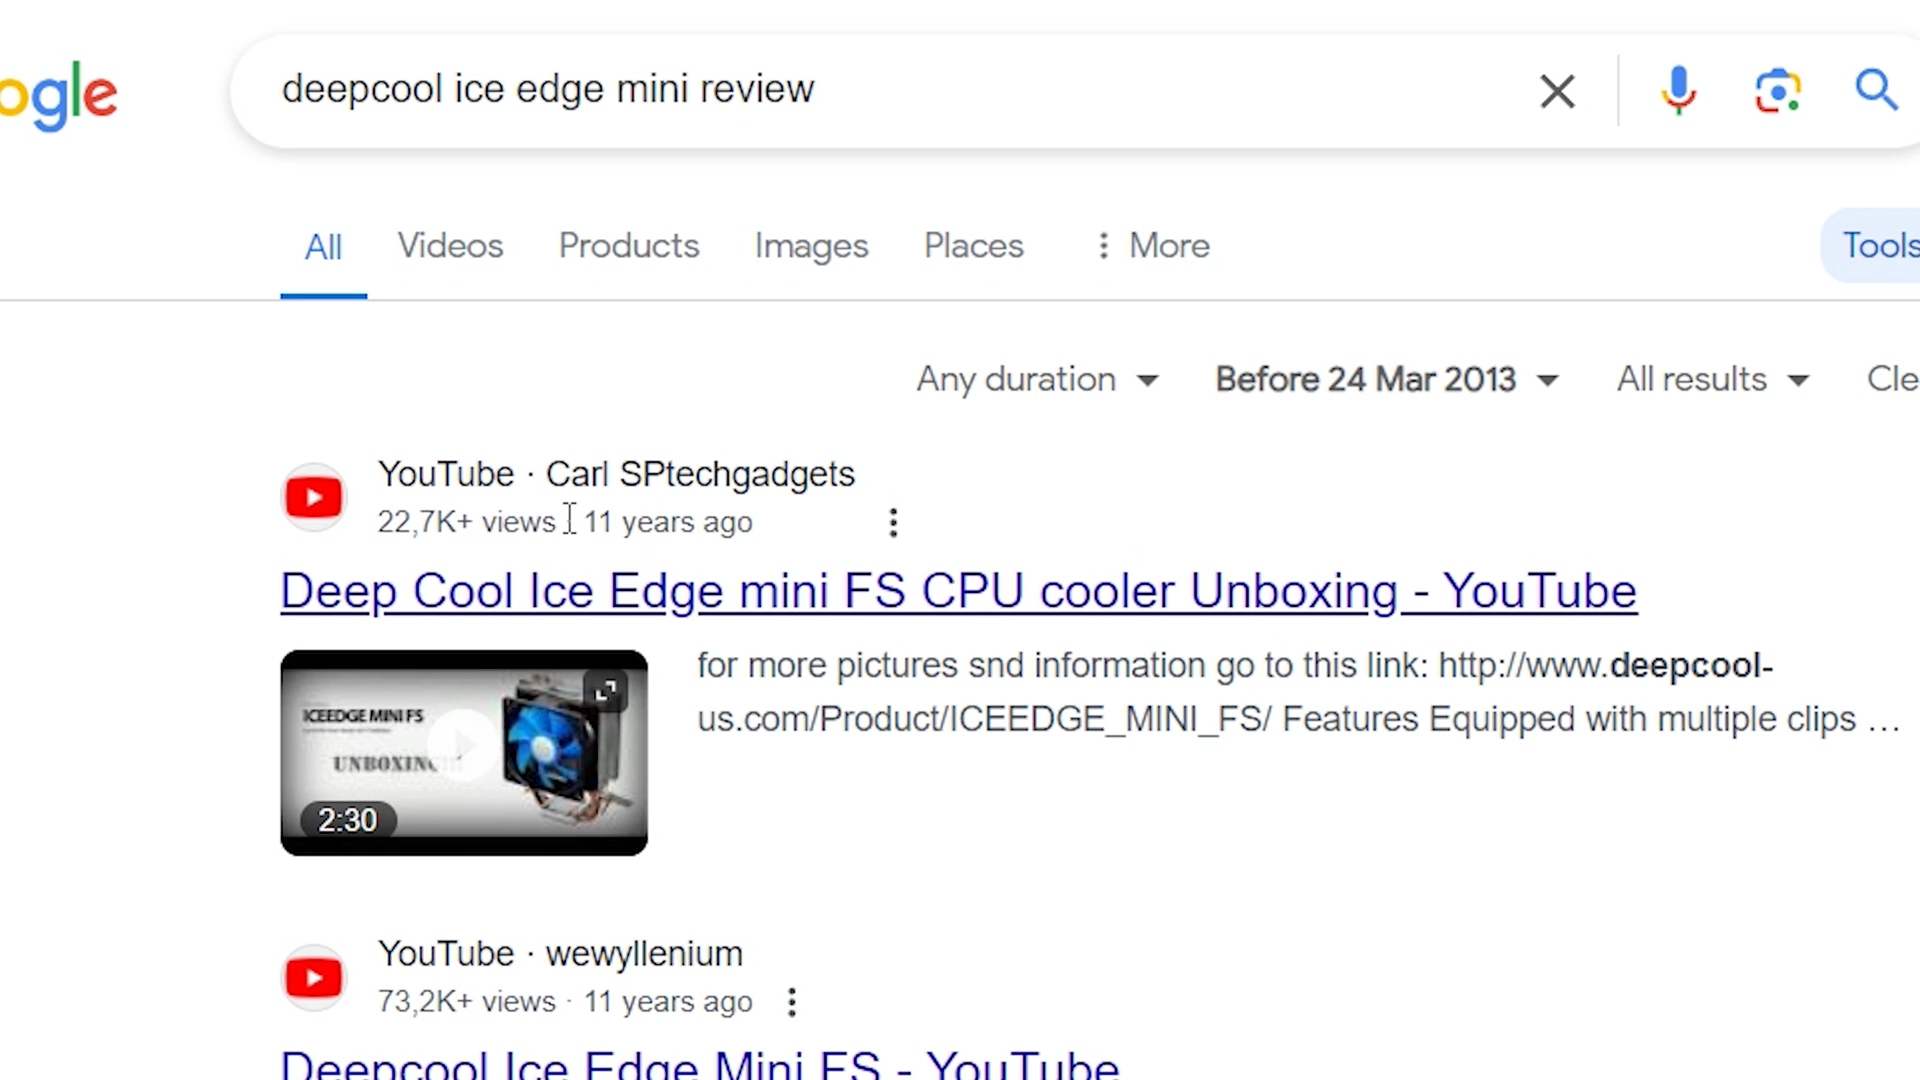 ogle
deepcool ice edge mini review
All Videos Products Images Places More Tools
Any duration Before 24 Mar 2013 All results Cle
YouTube · Carl SPtechgadgets
22,7K+ views 11 years ago
Deep Cool Ice Edge mini FS CPU cooler Unboxing - YouTube
ICEEDGE MINI FS
UNBOXING
2:30
for more pictures snd information go to this link: http://www.deepcool-
us.com/Product/ICEEDGE_MINI_FS/ Features Equipped with multiple clips ...
YouTube · wewyllenium
73,2K+ views · 11 years ago
Deepcool Ice Edge Mini FS - YouTube